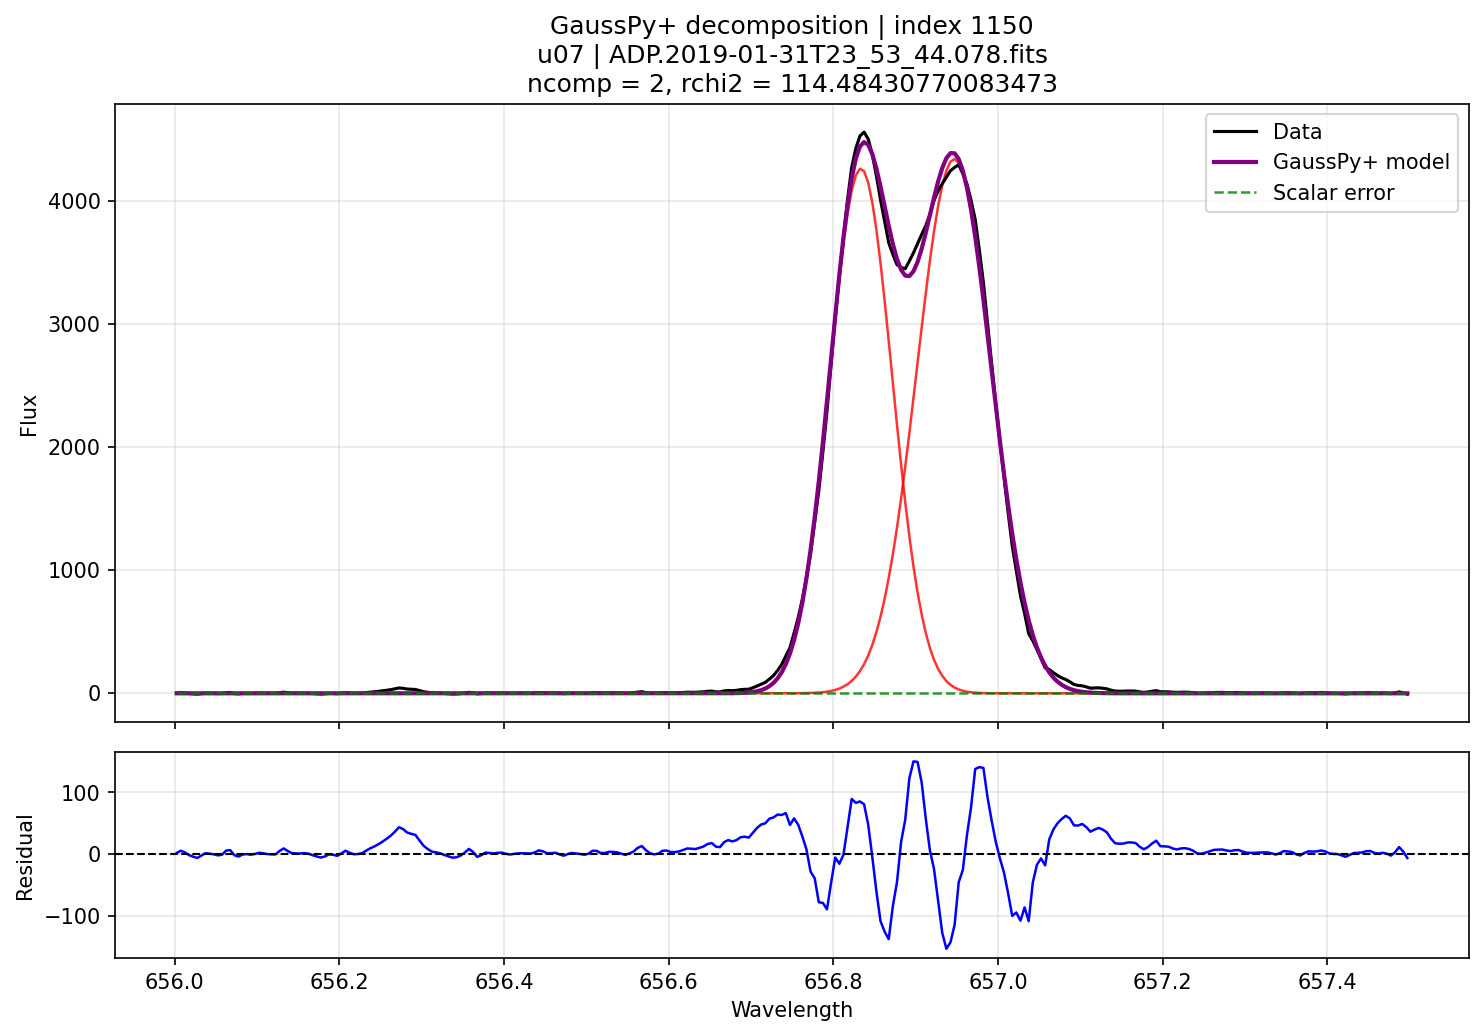 GaussPy+ decomposition | index 1150
u07 | ADP.2019-01-31T23_53_44.078.fits
ncomp = 2, rchi2 = 114.48430770083473
Data
GaussPy+ model
Scalar error
Flux
4000
3000
2000
1000
0
Residual
100
0
−100
656.0
656.2
656.4
656.6
656.8
657.0
657.2
657.4
Wavelength